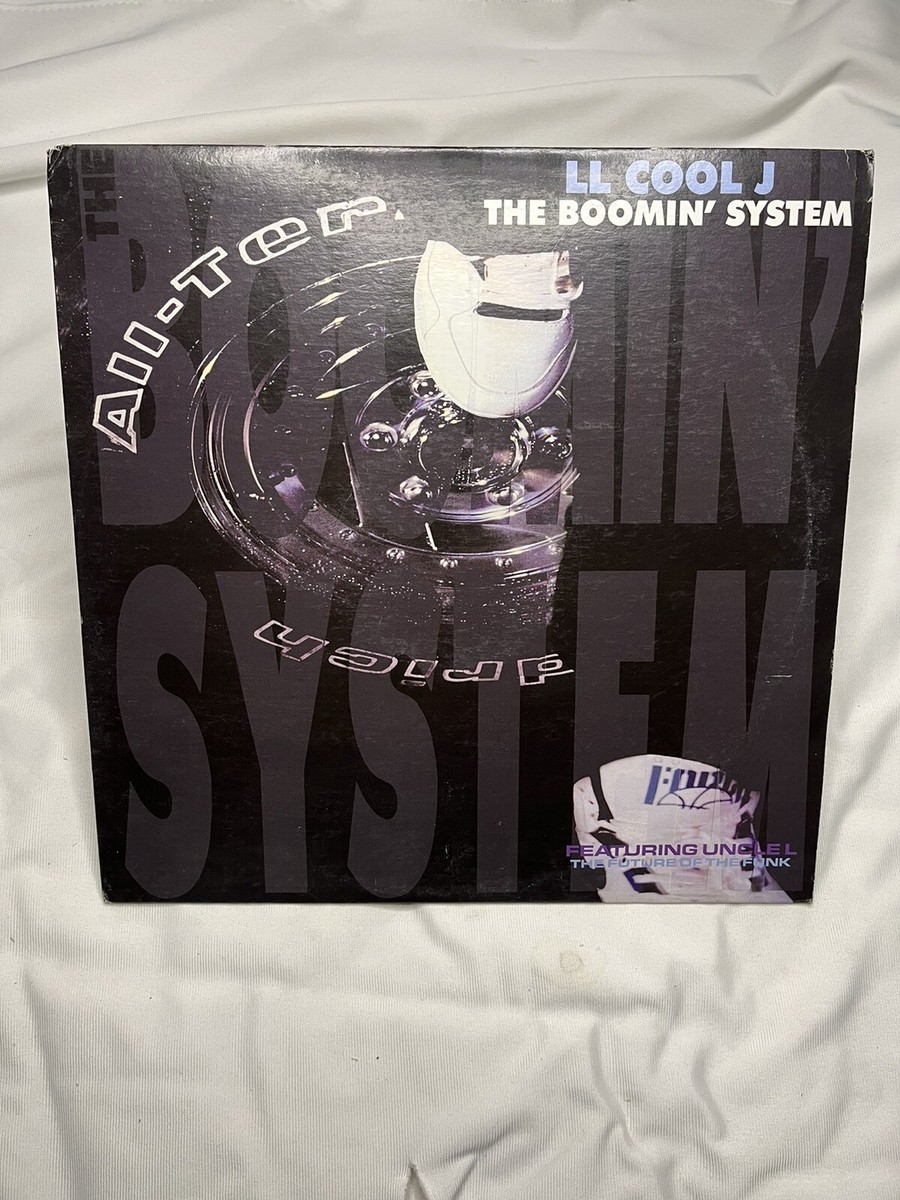 LL COOL J
THE BOOMIN' SYSTEM
THE
BOOMIN'
SYSTEM
All-Ter.
FEATURING UNCLE L
THE FUTURE OF THE FUNK